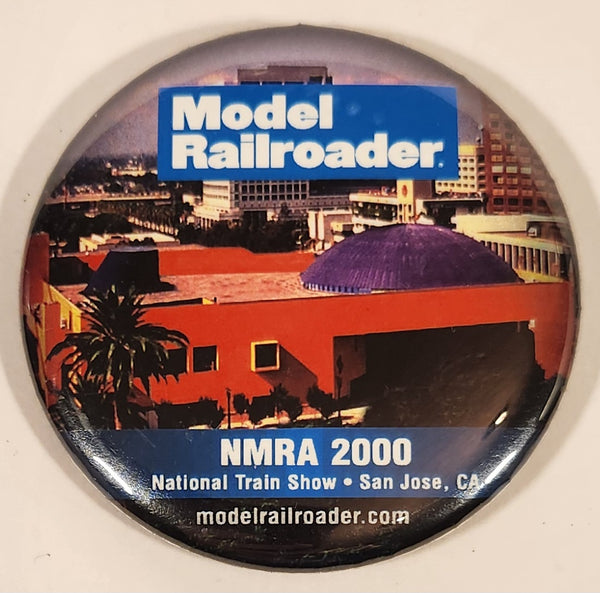 Model
Railroader.
NMRA 2000
National Train Show • San Jose, CA
modelrailroader.com